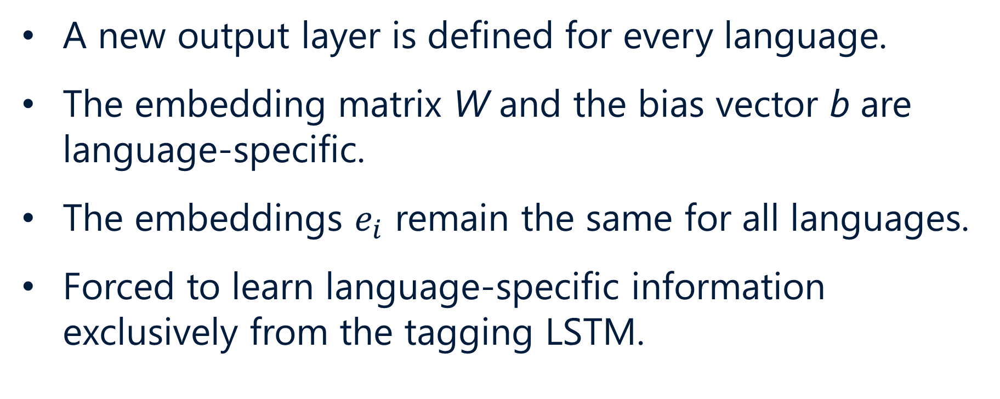 • A new output layer is defined for every language.
• The embedding matrix W and the bias vector b are
language-specific.
• The embeddings eᵢ remain the same for all languages.
• Forced to learn language-specific information
exclusively from the tagging LSTM.